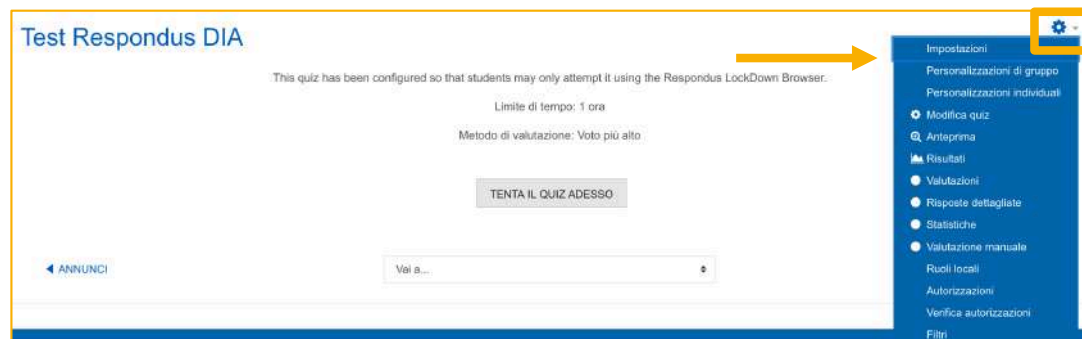 Test Respondus DIA
This quiz has been configured so that students may only attempt it using the Respondus LockDown Browser.
Limite di tempo: 1 ora
Metodo di valutazione: Voto più alto
TENTA IL QUIZ ADESSO
ANNUNCI
Vai a...
Impostazioni
Personalizzazioni di gruppo
Personalizzazioni individuali
Modifica quiz
Anteprima
Risultati
Valutazioni
Risposte dettagliate
Statistiche
Valutazione manuale
Ruoli locali
Autorizzazioni
Verifica autorizzazioni
Filtri